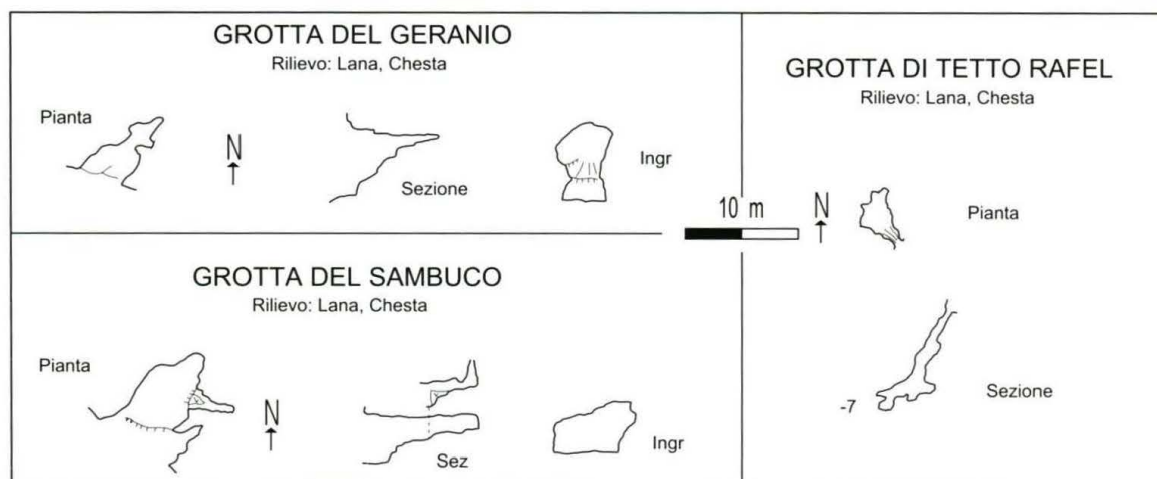 GROTTA DEL GERANIO
Rilievo: Lana, Chesta
Pianta
N
Sezione
Ingr
GROTTA DI TETTO RAFEL
Rilievo: Lana, Chesta
10 m
N
Pianta
-7
Sezione
GROTTA DEL SAMBUCO
Rilievo: Lana, Chesta
Pianta
N
Sez
Ingr